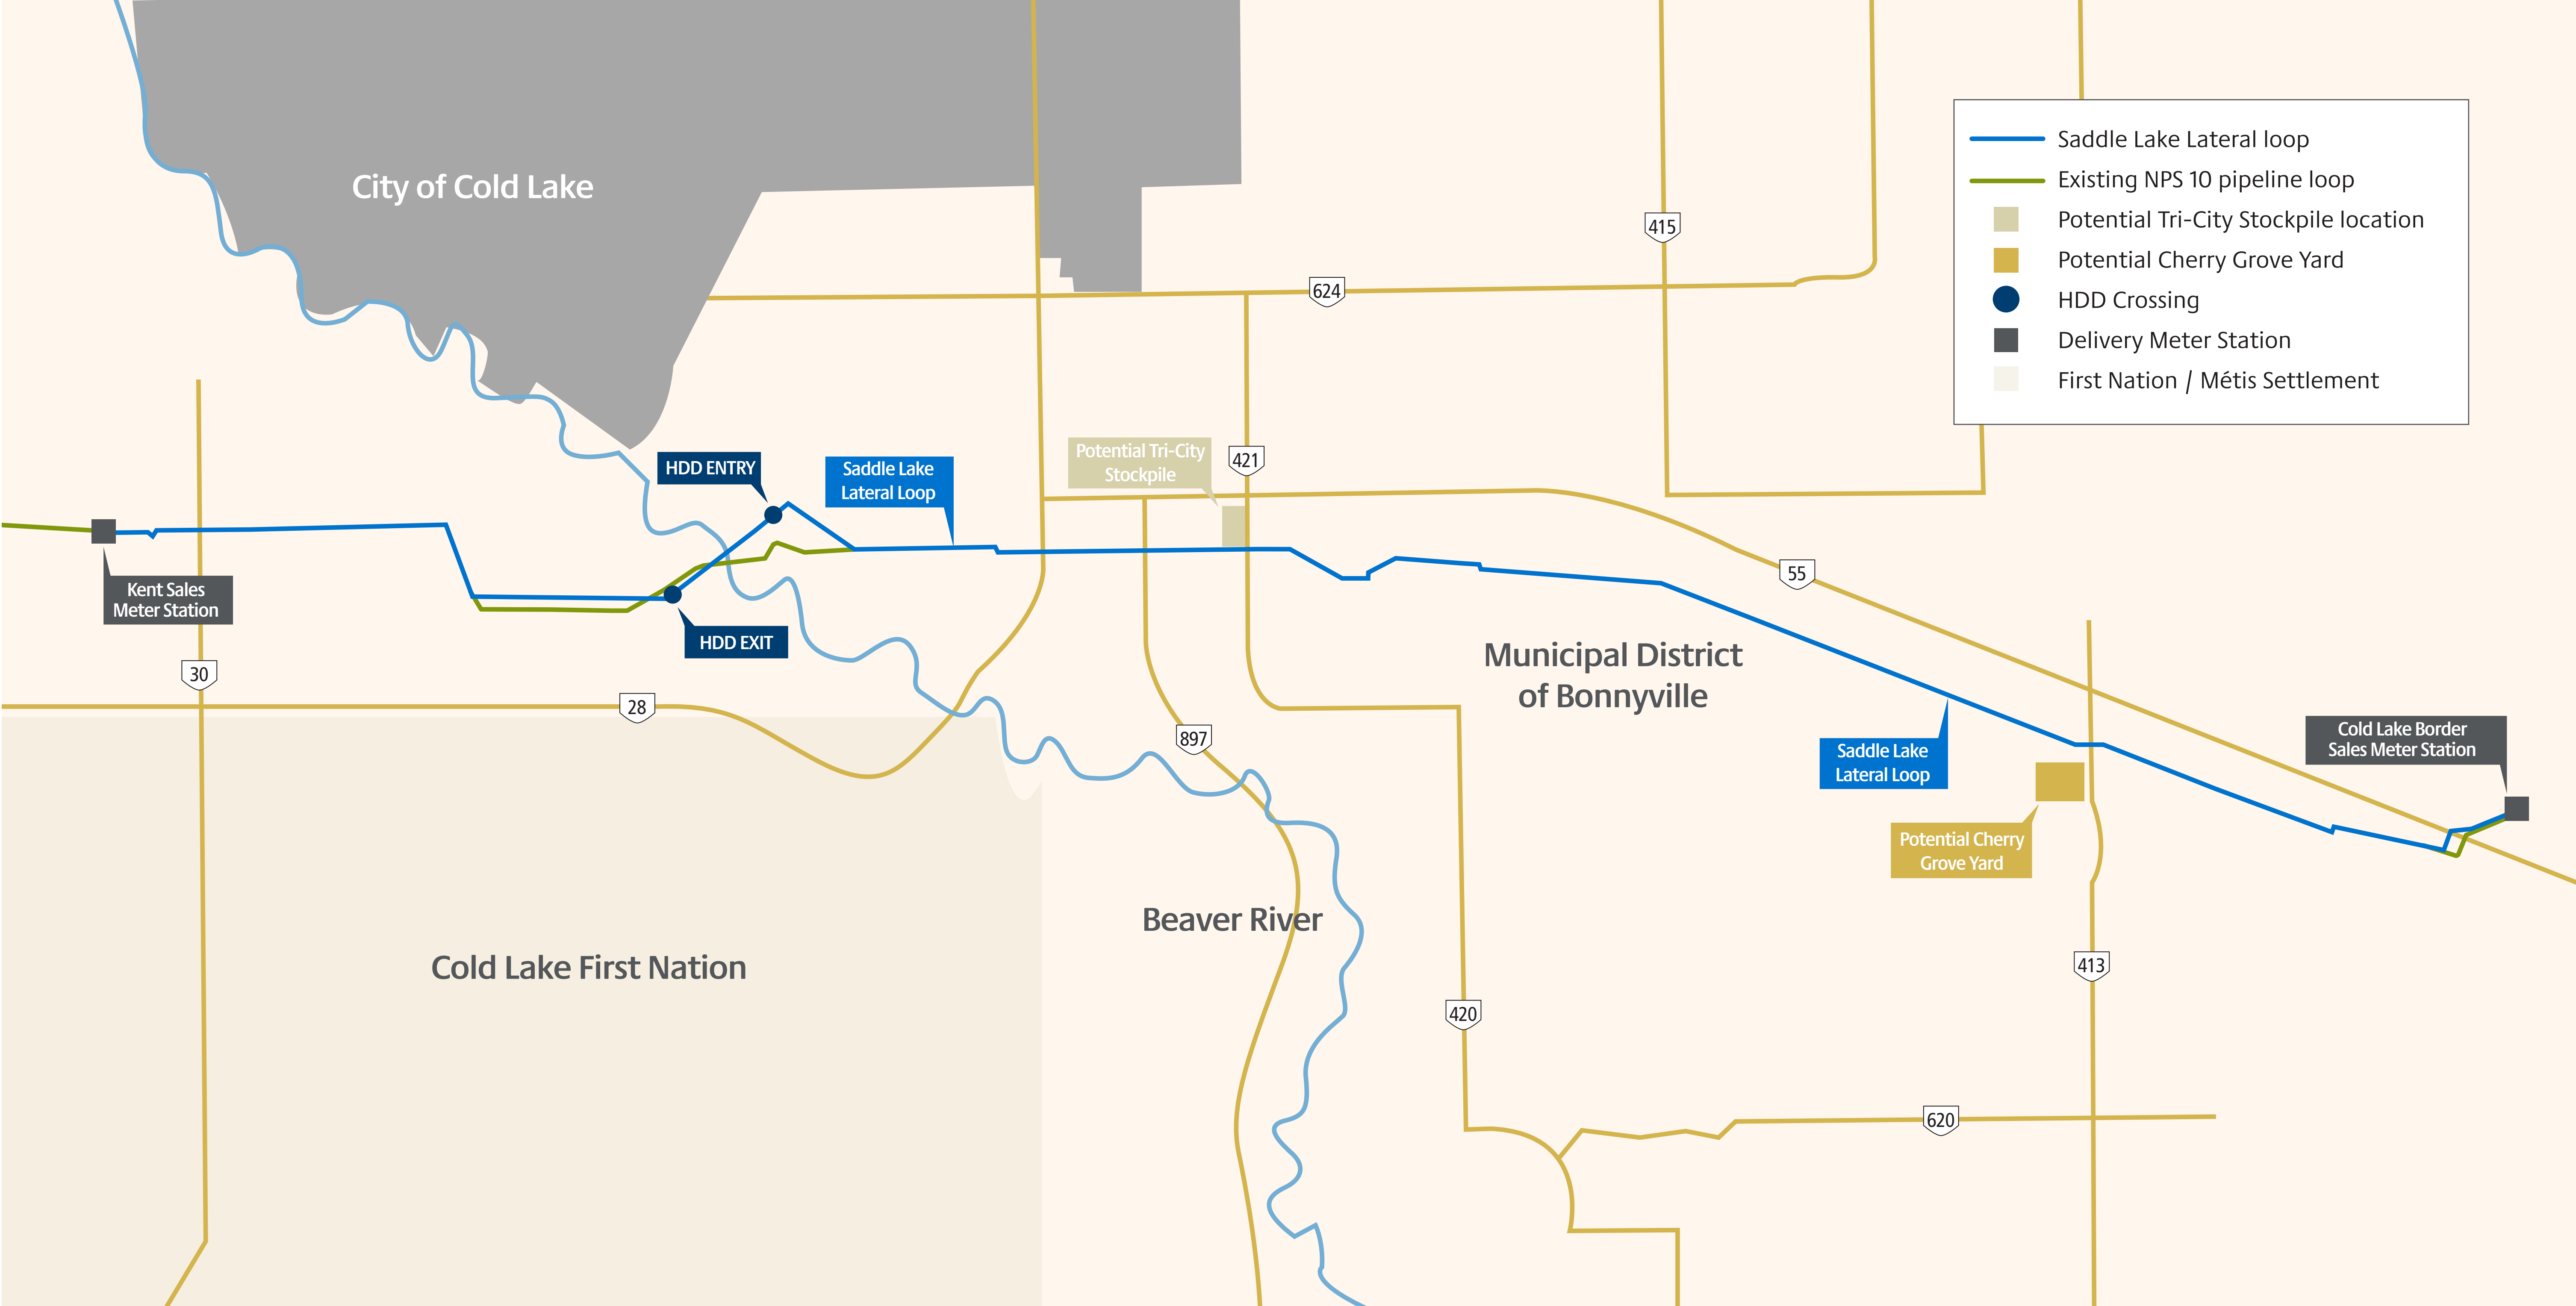 City of Cold Lake
Saddle Lake Lateral loop
Existing NPS 10 pipeline loop
Potential Tri-City Stockpile location
Potential Cherry Grove Yard
HDD Crossing
Delivery Meter Station
First Nation / Métis Settlement
415
624
HDD ENTRY
Saddle Lake
Lateral Loop
Potential Tri-City
Stockpile
421
55
Kent Sales
Meter Station
HDD EXIT
30
28
897
Municipal District
of Bonnyville
Saddle Lake
Lateral Loop
Cold Lake Border
Sales Meter Station
Potential Cherry
Grove Yard
Beaver River
Cold Lake First Nation
413
420
620